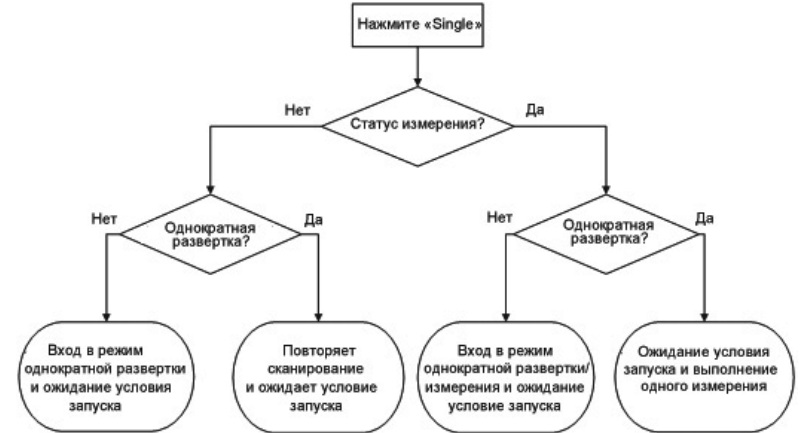 Нажмите «Single»
Нет
Да
Статус измерения?
Нет
Да
Нет
Да
Однократная
развертка?
Однократная
развертка?
Вход в режим
однократной развертки
и ожидание условия
запуска
Повторяет
сканирование
и ожидает условие
запуска
Вход в режим
однократной развертки/
измерения и ожидание
условие запуска
Ожидание условия
запуска и выполнение
одного измерения